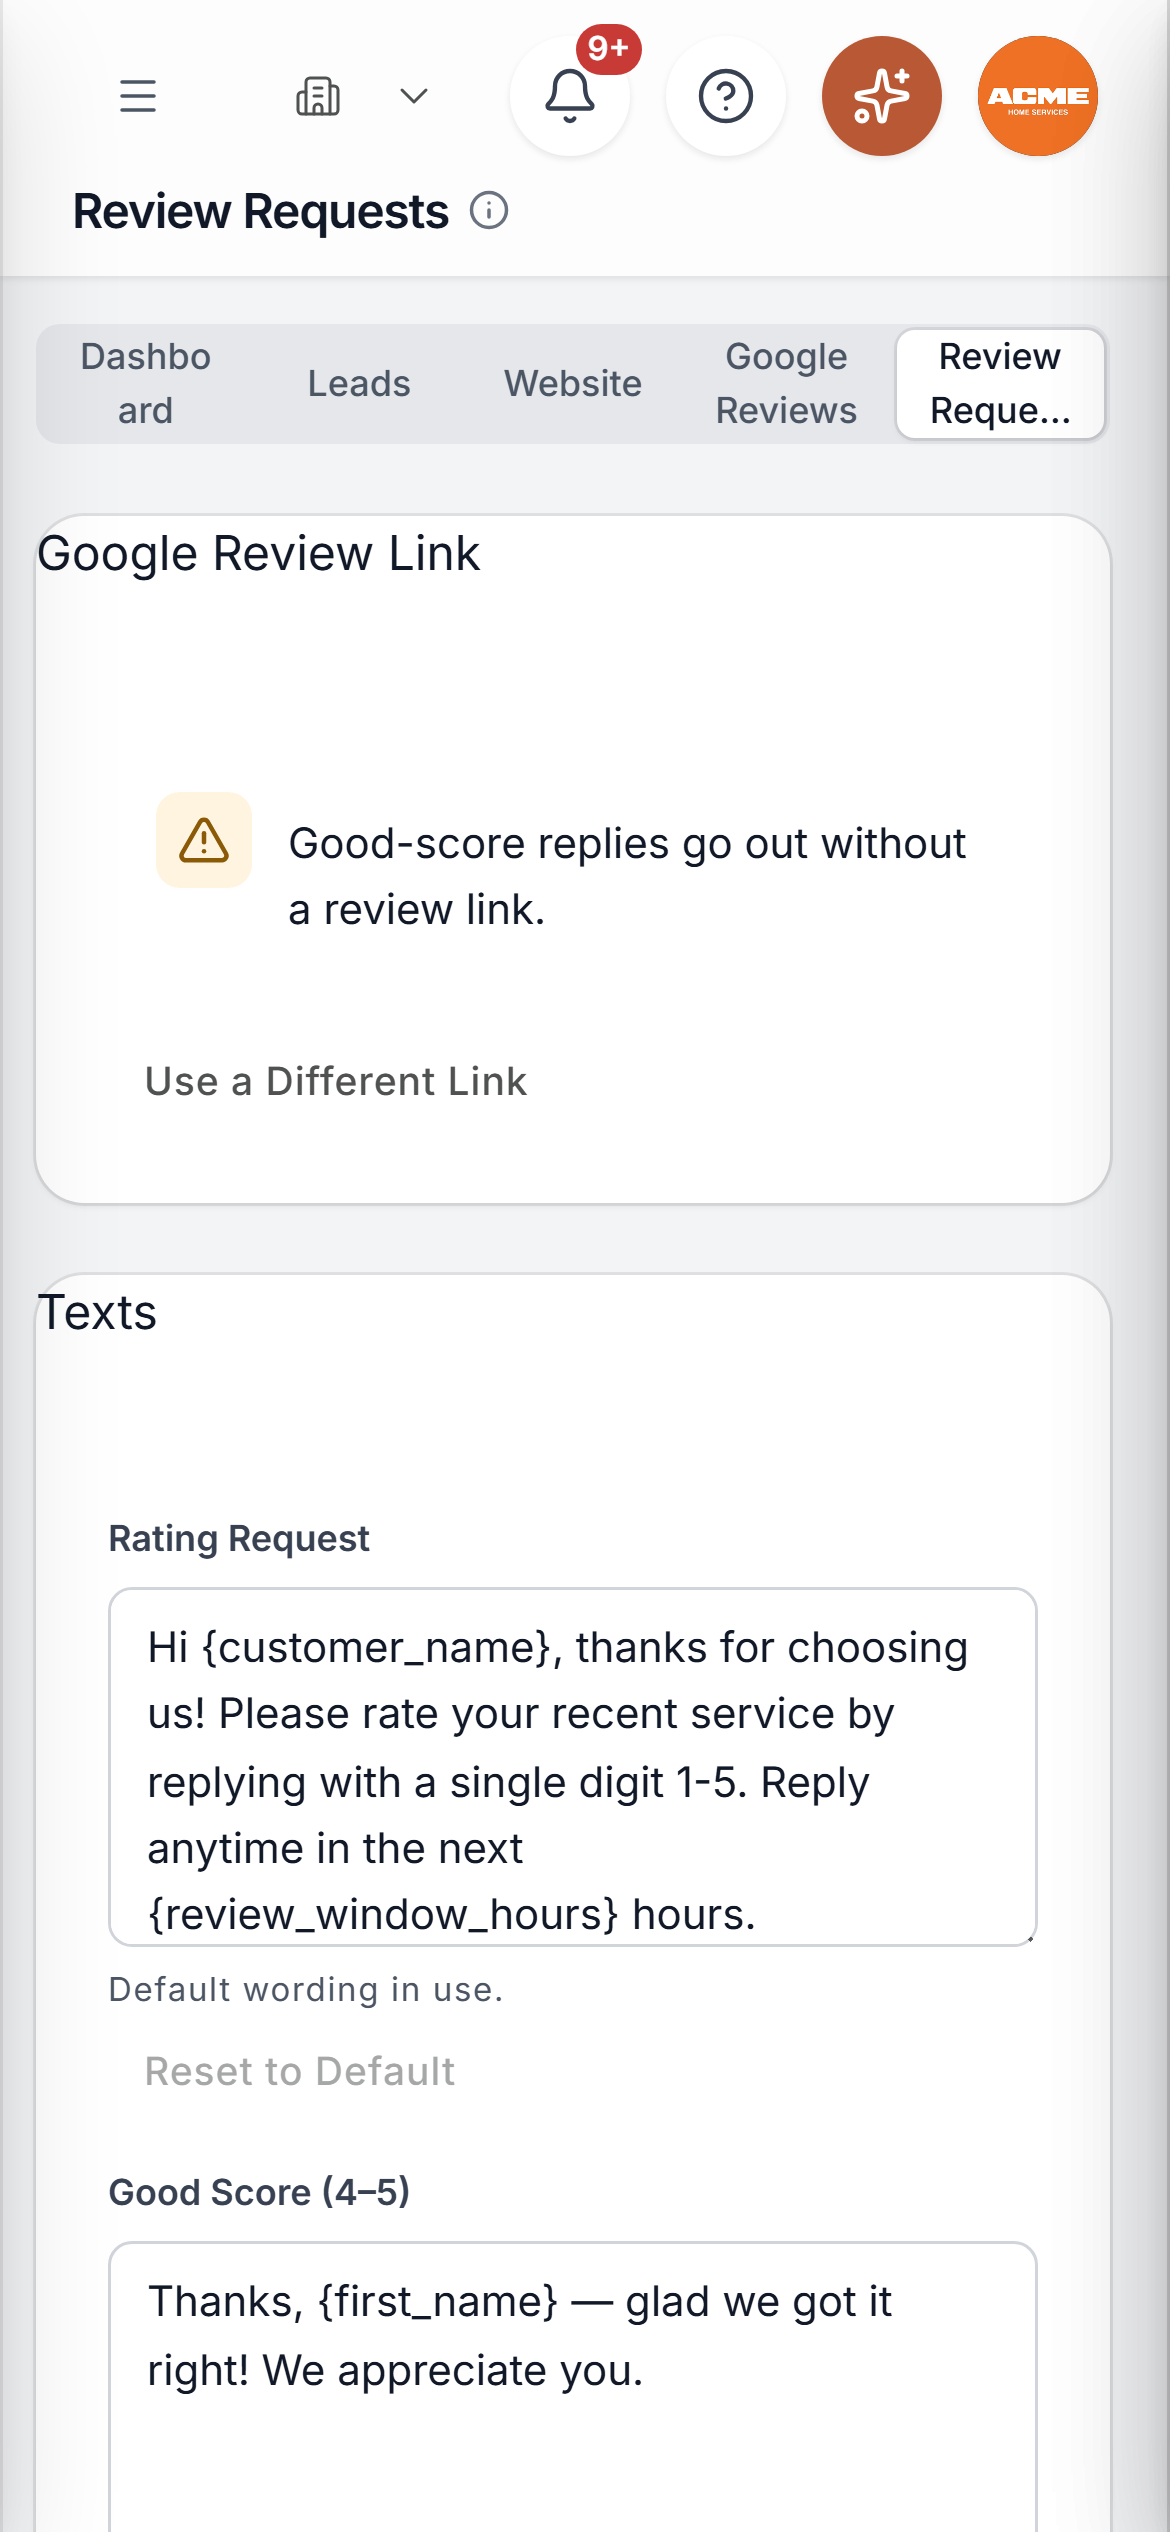 9+
ACME
HOME SERVICES
Review Requests
Dashbo
ard
Leads
Website
Google
Reviews
Review
Reque...
Google Review Link
Good-score replies go out without
a review link.
Use a Different Link
Texts
Rating Request
Hi {customer_name}, thanks for choosing
us! Please rate your recent service by
replying with a single digit 1-5. Reply
anytime in the next
{review_window_hours} hours.
Default wording in use.
Reset to Default
Good Score (4–5)
Thanks, {first_name} — glad we got it
right! We appreciate you.